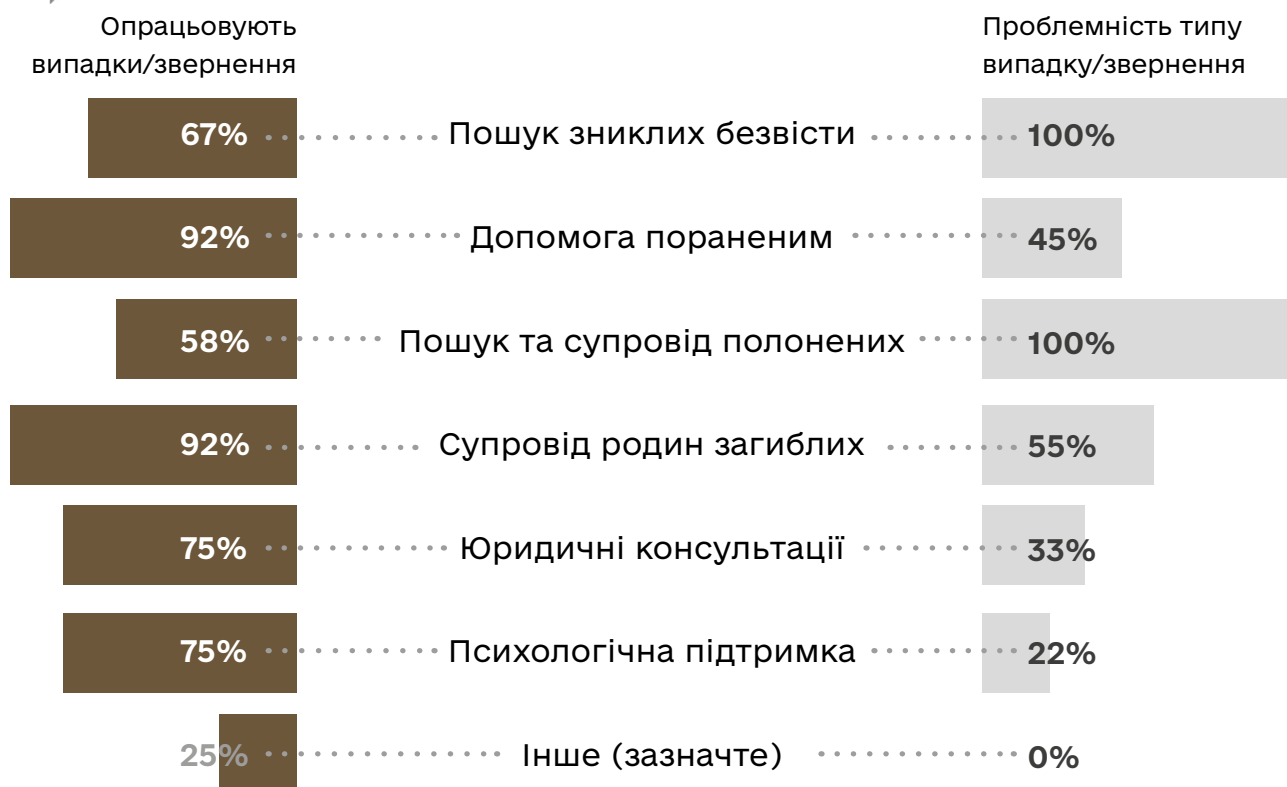 Опрацьовують
випадки/звернення
Проблемність типу
випадку/звернення
67% Пошук зниклих безвісти 100%
92% Допомога пораненим 45%
58% Пошук та супровід полонених 100%
92% Супровід родин загиблих 55%
75% Юридичні консультації 33%
75% Психологічна підтримка 22%
25% Інше (зазначте) 0%